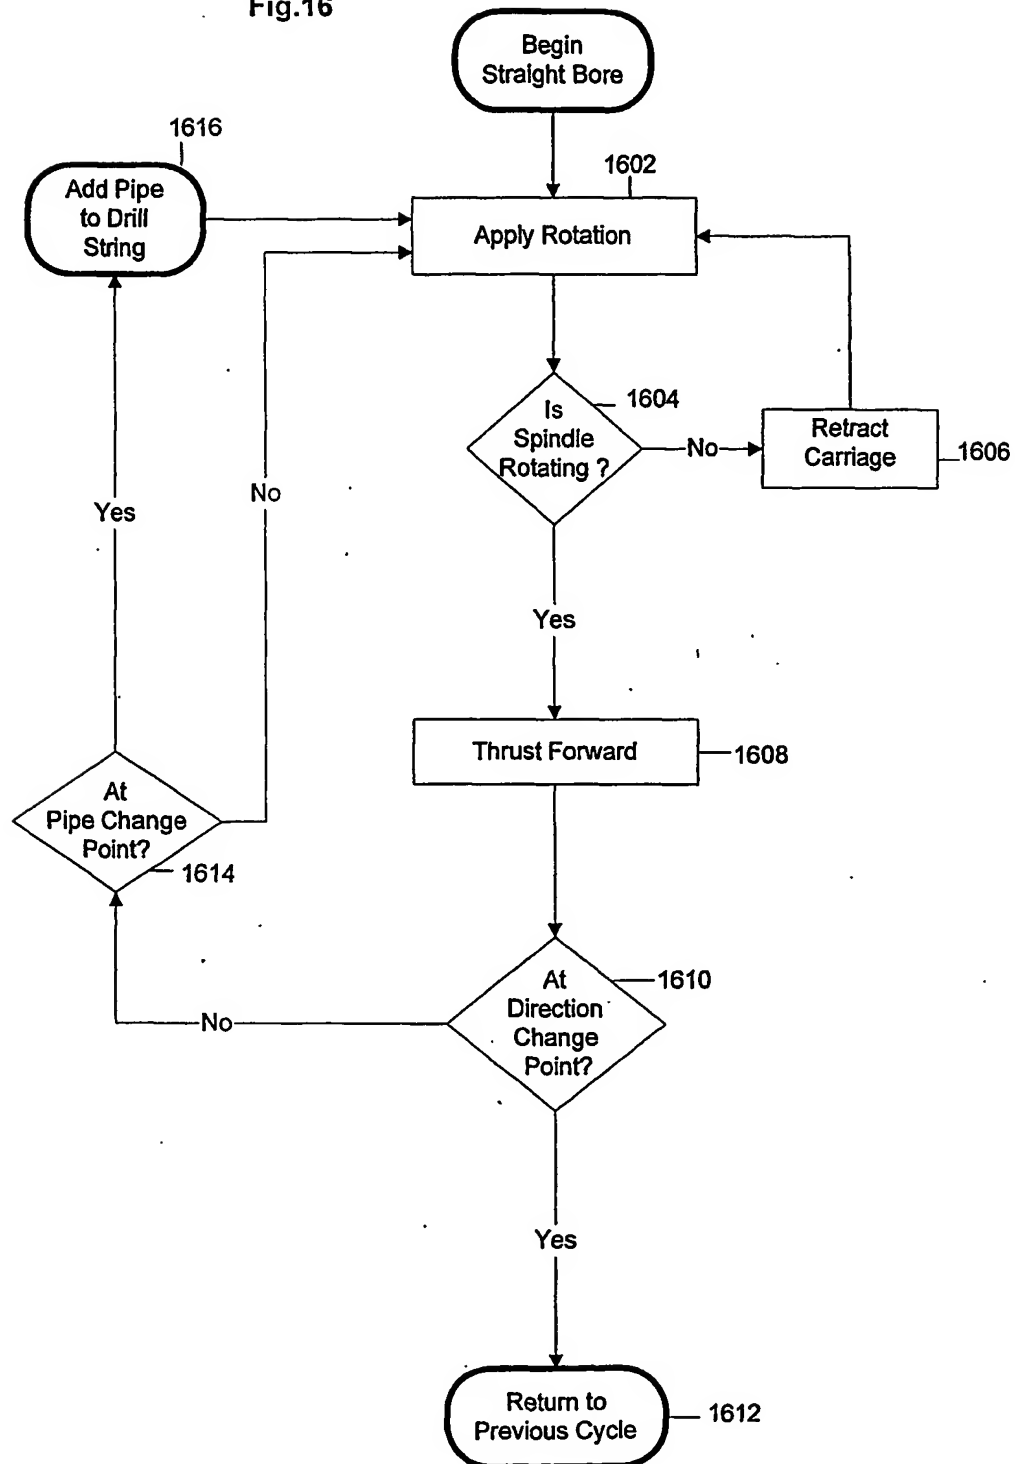 Fig.16
Begin
Straight Bore
1616
Add Pipe
to Drill
String
1602
Apply Rotation
Is
Spindle
Rotating ?
1604
No
Retract
Carriage
1606
Yes
No
Yes
Thrust Forward
1608
At
Pipe Change
Point?
1614
At
Direction
Change
Point?
1610
No
Yes
Return to
Previous Cycle
1612